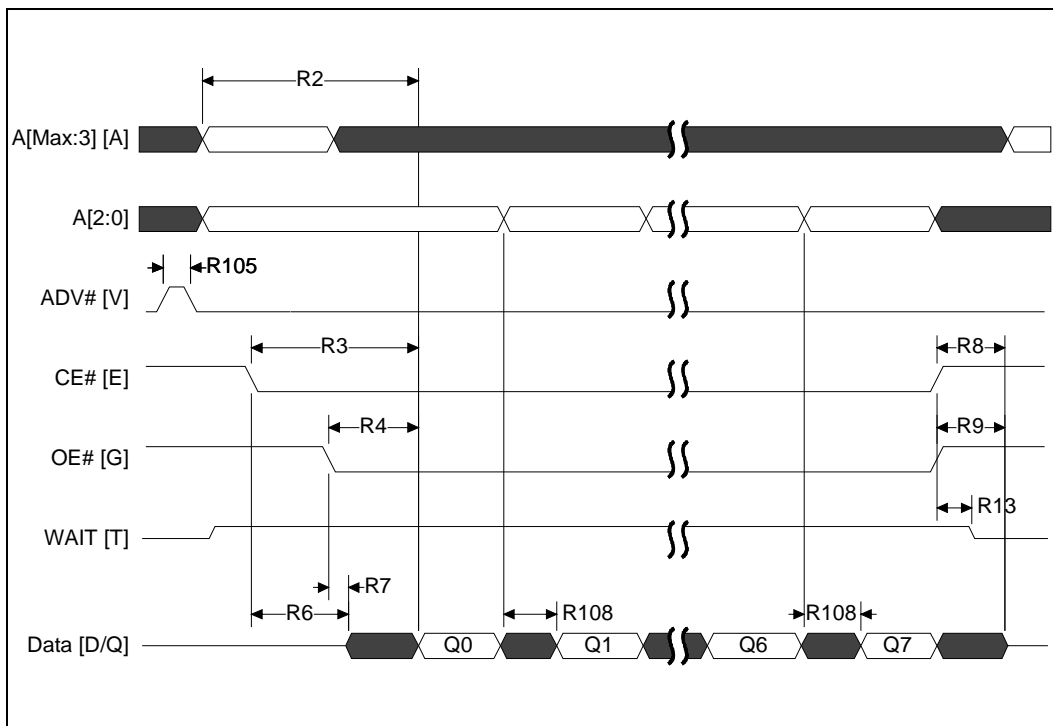 R2
A[Max:3] [A]
A[2:0]
R105
ADV# [V]
R3
R8
CE# [E]
R4
R9
OE# [G]
R13
WAIT [T]
R7
R6
R108
R108
Data [D/Q]
Q0
Q1
Q6
Q7